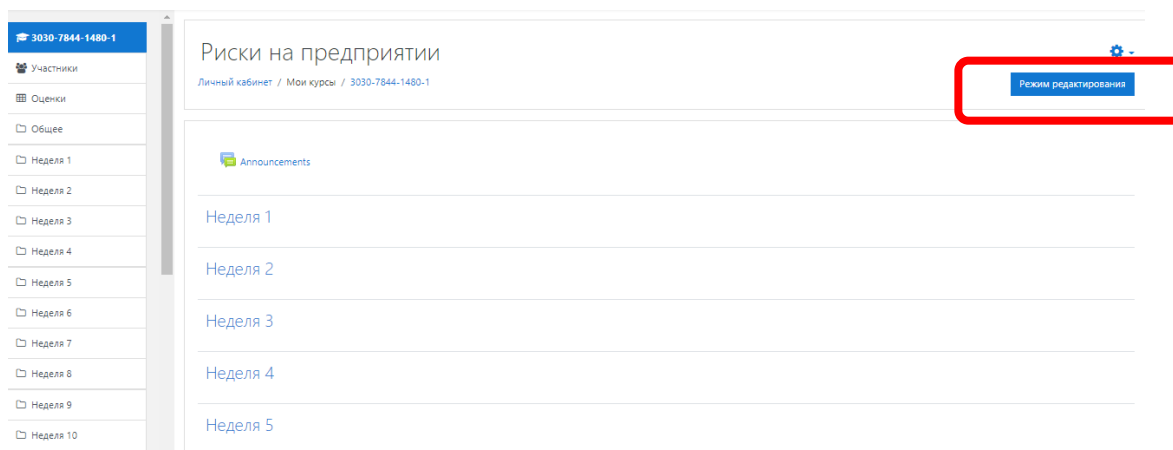 3030-7844-1480-1
Участники
Оценки
Общее
Неделя 1
Неделя 2
Неделя 3
Неделя 4
Неделя 5
Неделя 6
Неделя 7
Неделя 8
Неделя 9
Неделя 10
Риски на предприятии
Личный кабинет / Мои курсы / 3030-7844-1480-1
Режим редактирования
Announcements
Неделя 1
Неделя 2
Неделя 3
Неделя 4
Неделя 5